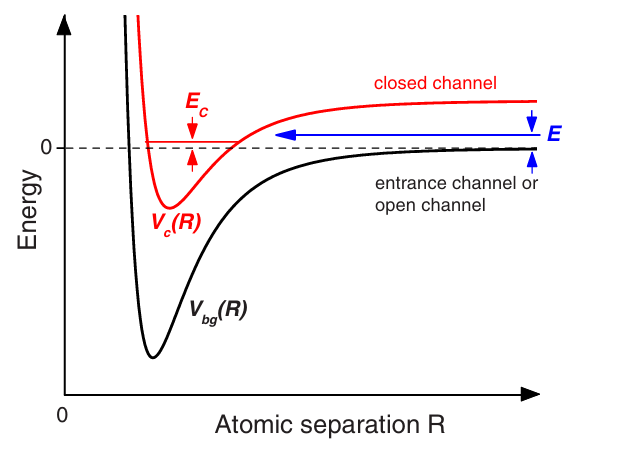 closed channel
E_C
E
0
entrance channel or
open channel
V_c(R)
Energy
V_bg(R)
0
Atomic separation R